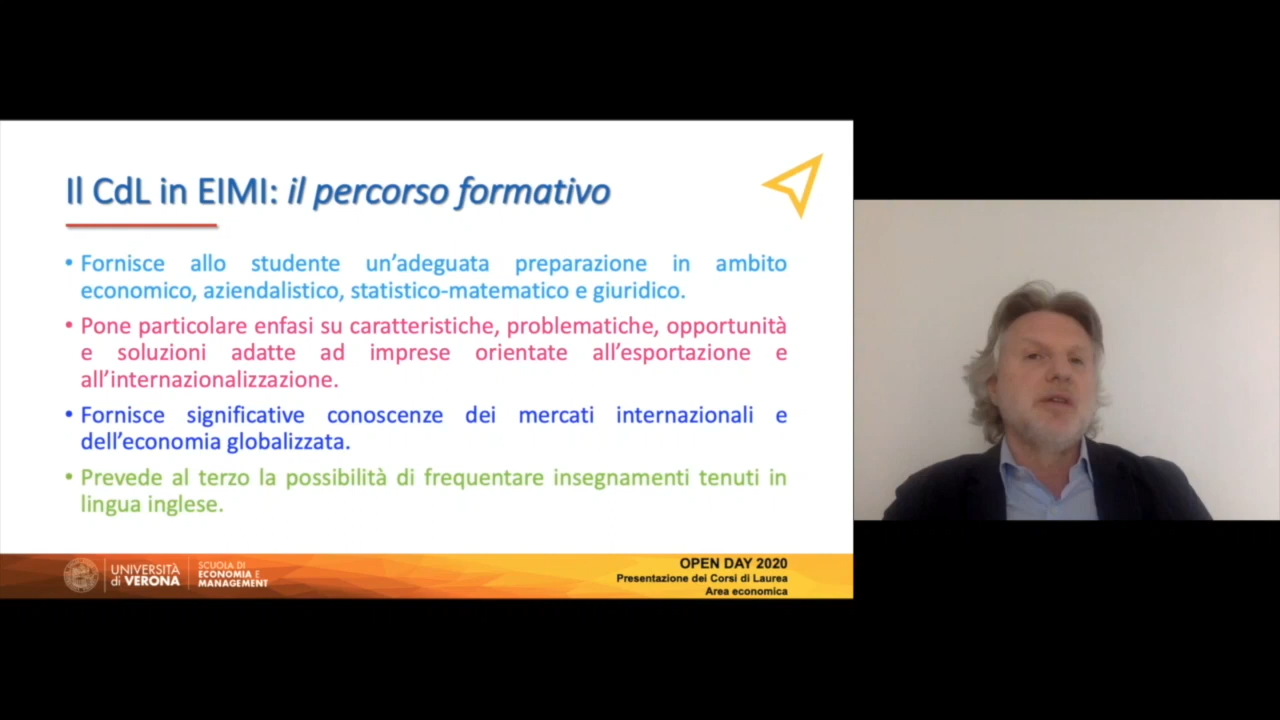 Il CdL in EIMI: il percorso formativo
• Fornisce allo studente un'adeguata preparazione in ambito
economico, aziendalistico, statistico-matematico e giuridico.
• Pone particolare enfasi su caratteristiche, problematiche, opportunità
e soluzioni adatte ad imprese orientate all'esportazione e
all'internazionalizzazione.
• Fornisce significative conoscenze dei mercati internazionali e
dell'economia globalizzata.
• Prevede al terzo la possibilità di frequentare insegnamenti tenuti in
lingua inglese.
UNIVERSITÀ
di VERONA
SCUOLA DI
ECONOMIA E
MANAGEMENT
OPEN DAY 2020
Presentazione dei Corsi di Laurea
Area economica